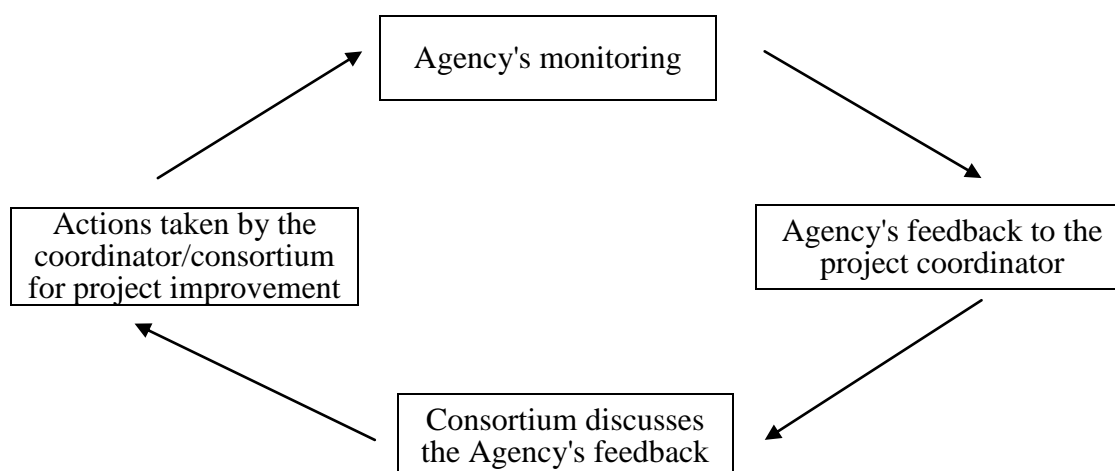 Agency's monitoring
Agency's feedback to the
project coordinator
Consortium discusses
the Agency's feedback
Actions taken by the
coordinator/consortium
for project improvement